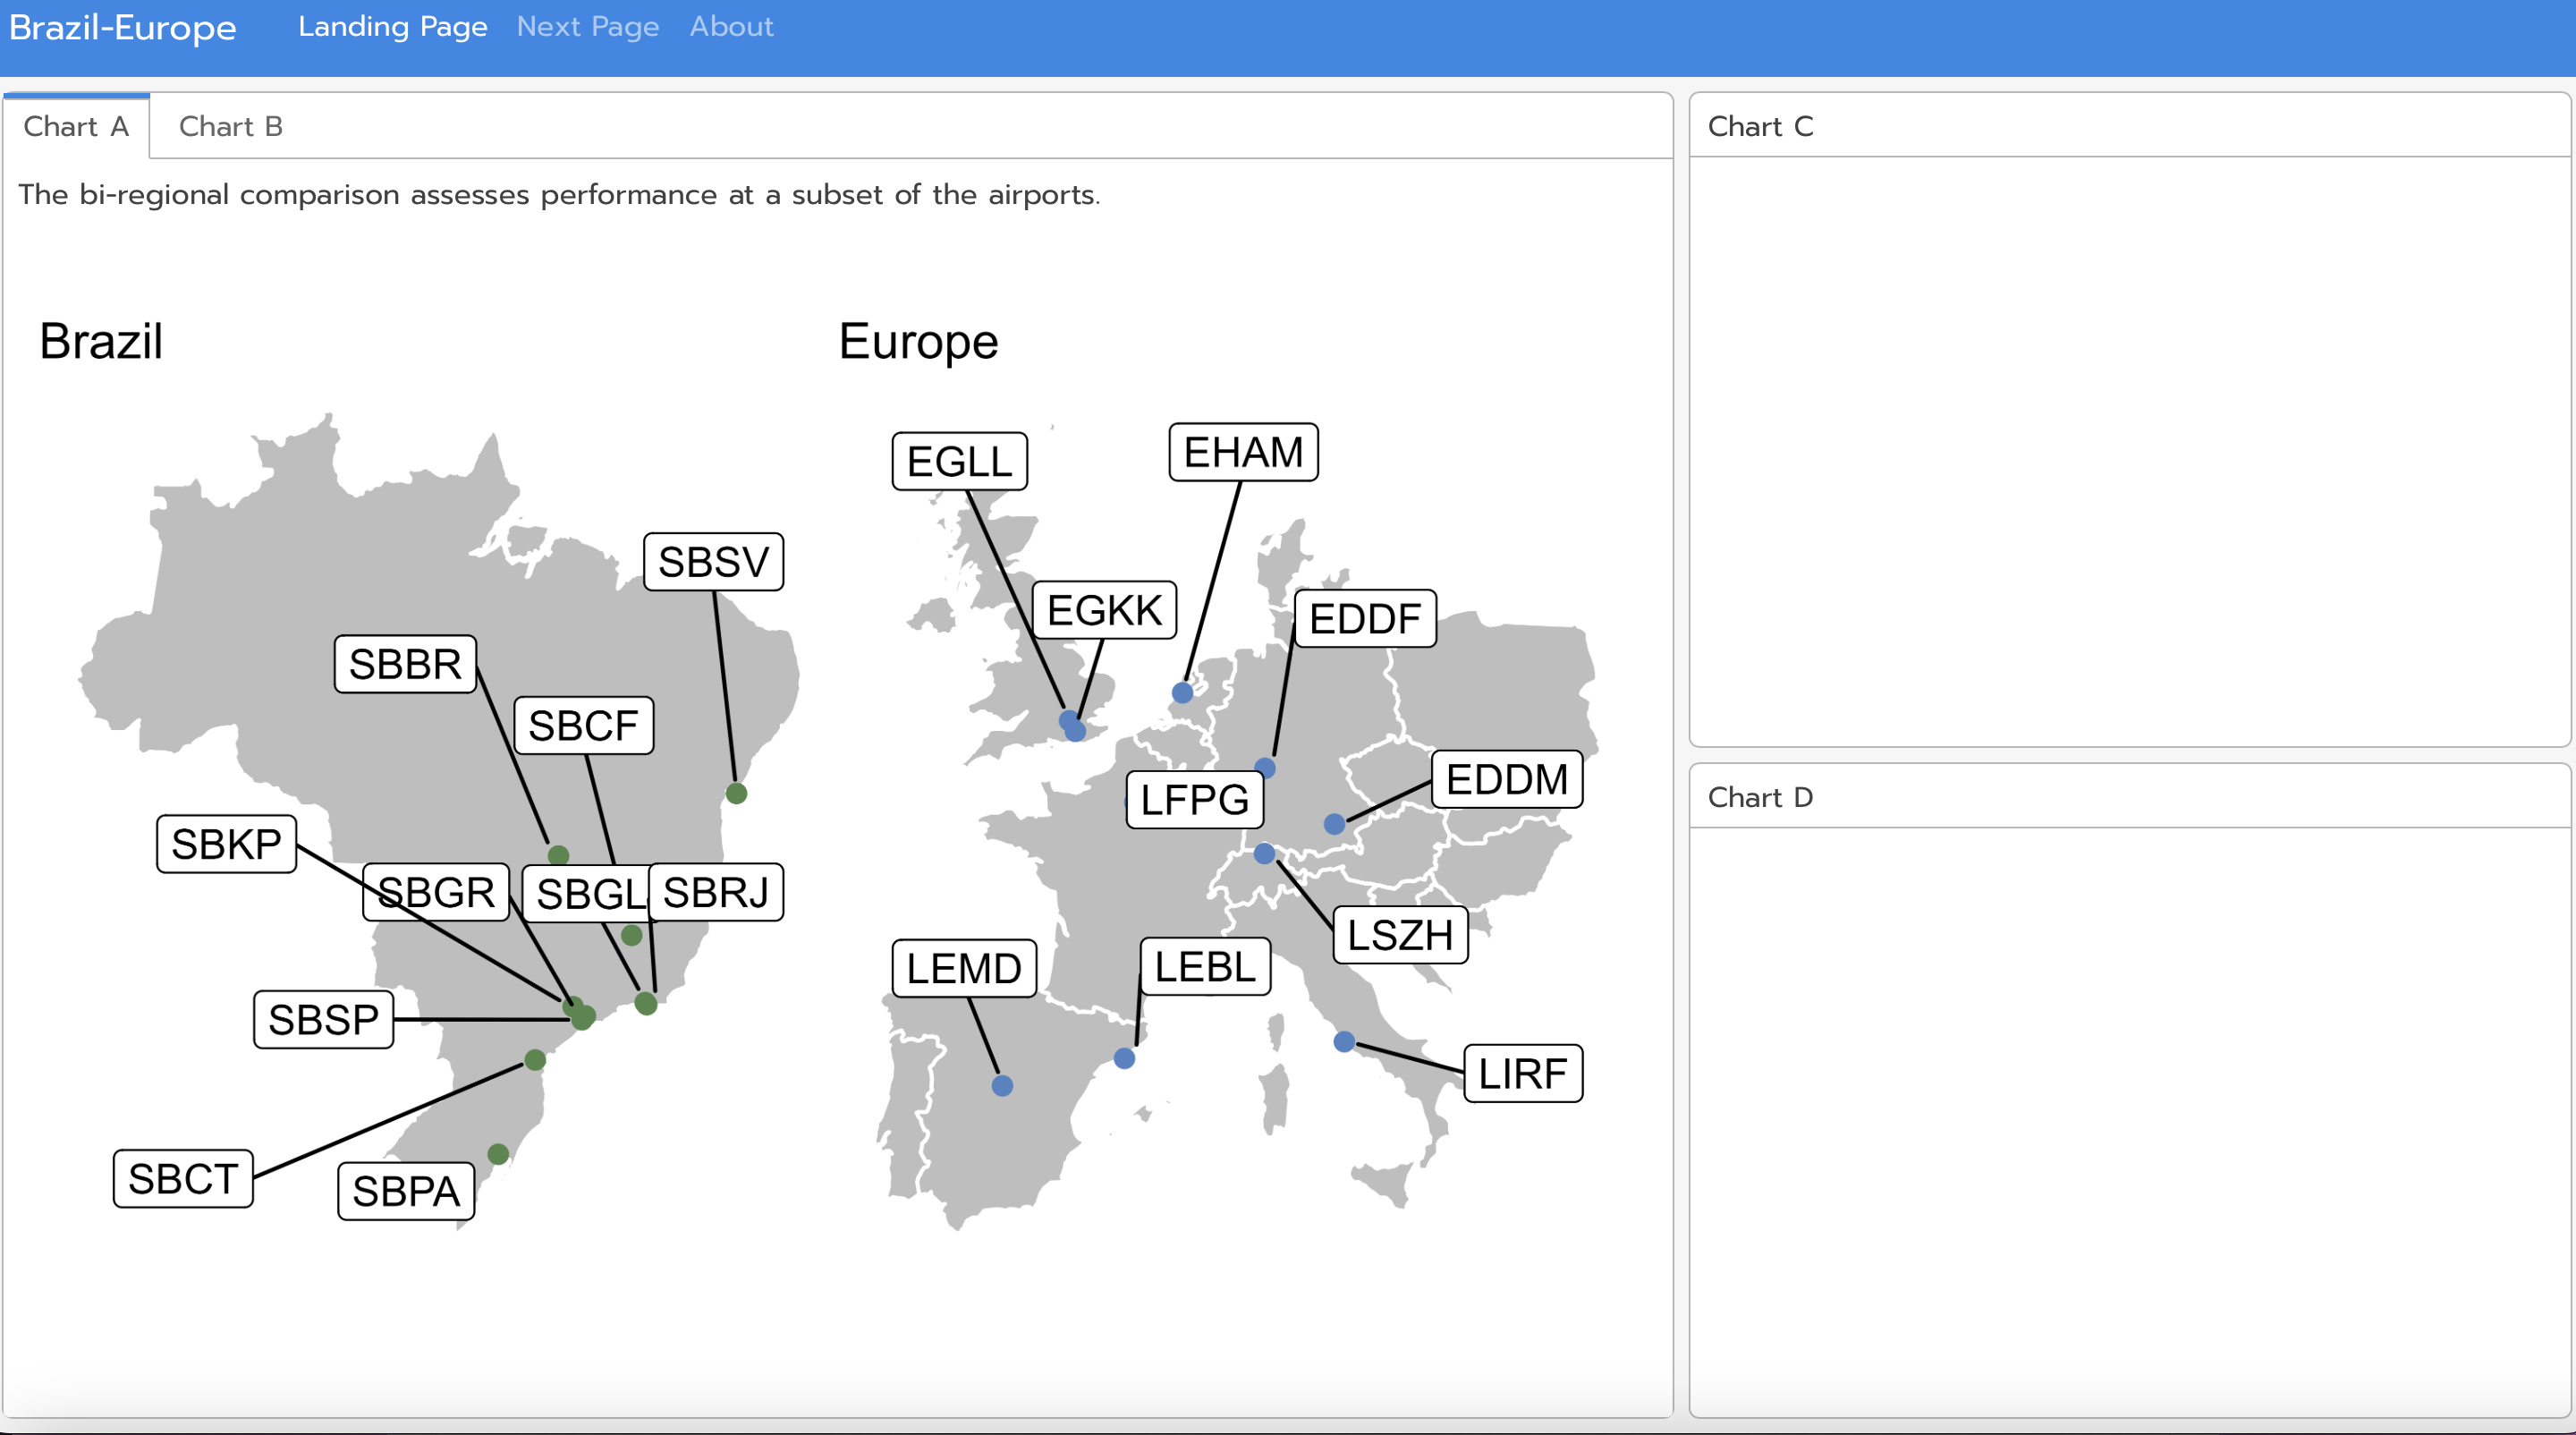 Brazil-Europe Landing Page Next Page About
Chart A Chart B
The bi-regional comparison assesses performance at a subset of the airports.
Brazil
SBSV
SBBR
SBCF
SBKP
SBGR
SBGL
SBRJ
SBSP
SBCT
SBPA
Europe
EGLL
EHAM
EGKK
EDDF
EDDM
LFPG
LSZH
LEMD
LEBL
LIRF
Chart C
Chart D